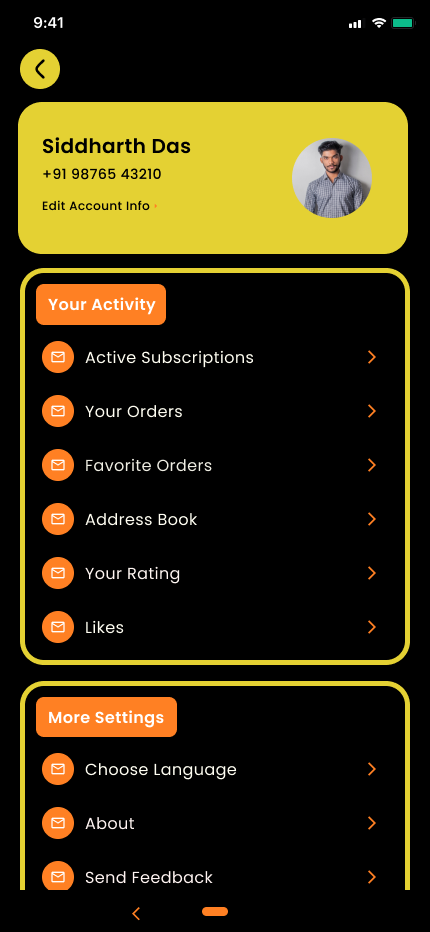 9:41
Siddharth Das
+91 98765 43210
Edit Account Info
Your Activity
Active Subscriptions
Your Orders
Favorite Orders
Address Book
Your Rating
Likes
More Settings
Choose Language
About
Send Feedback